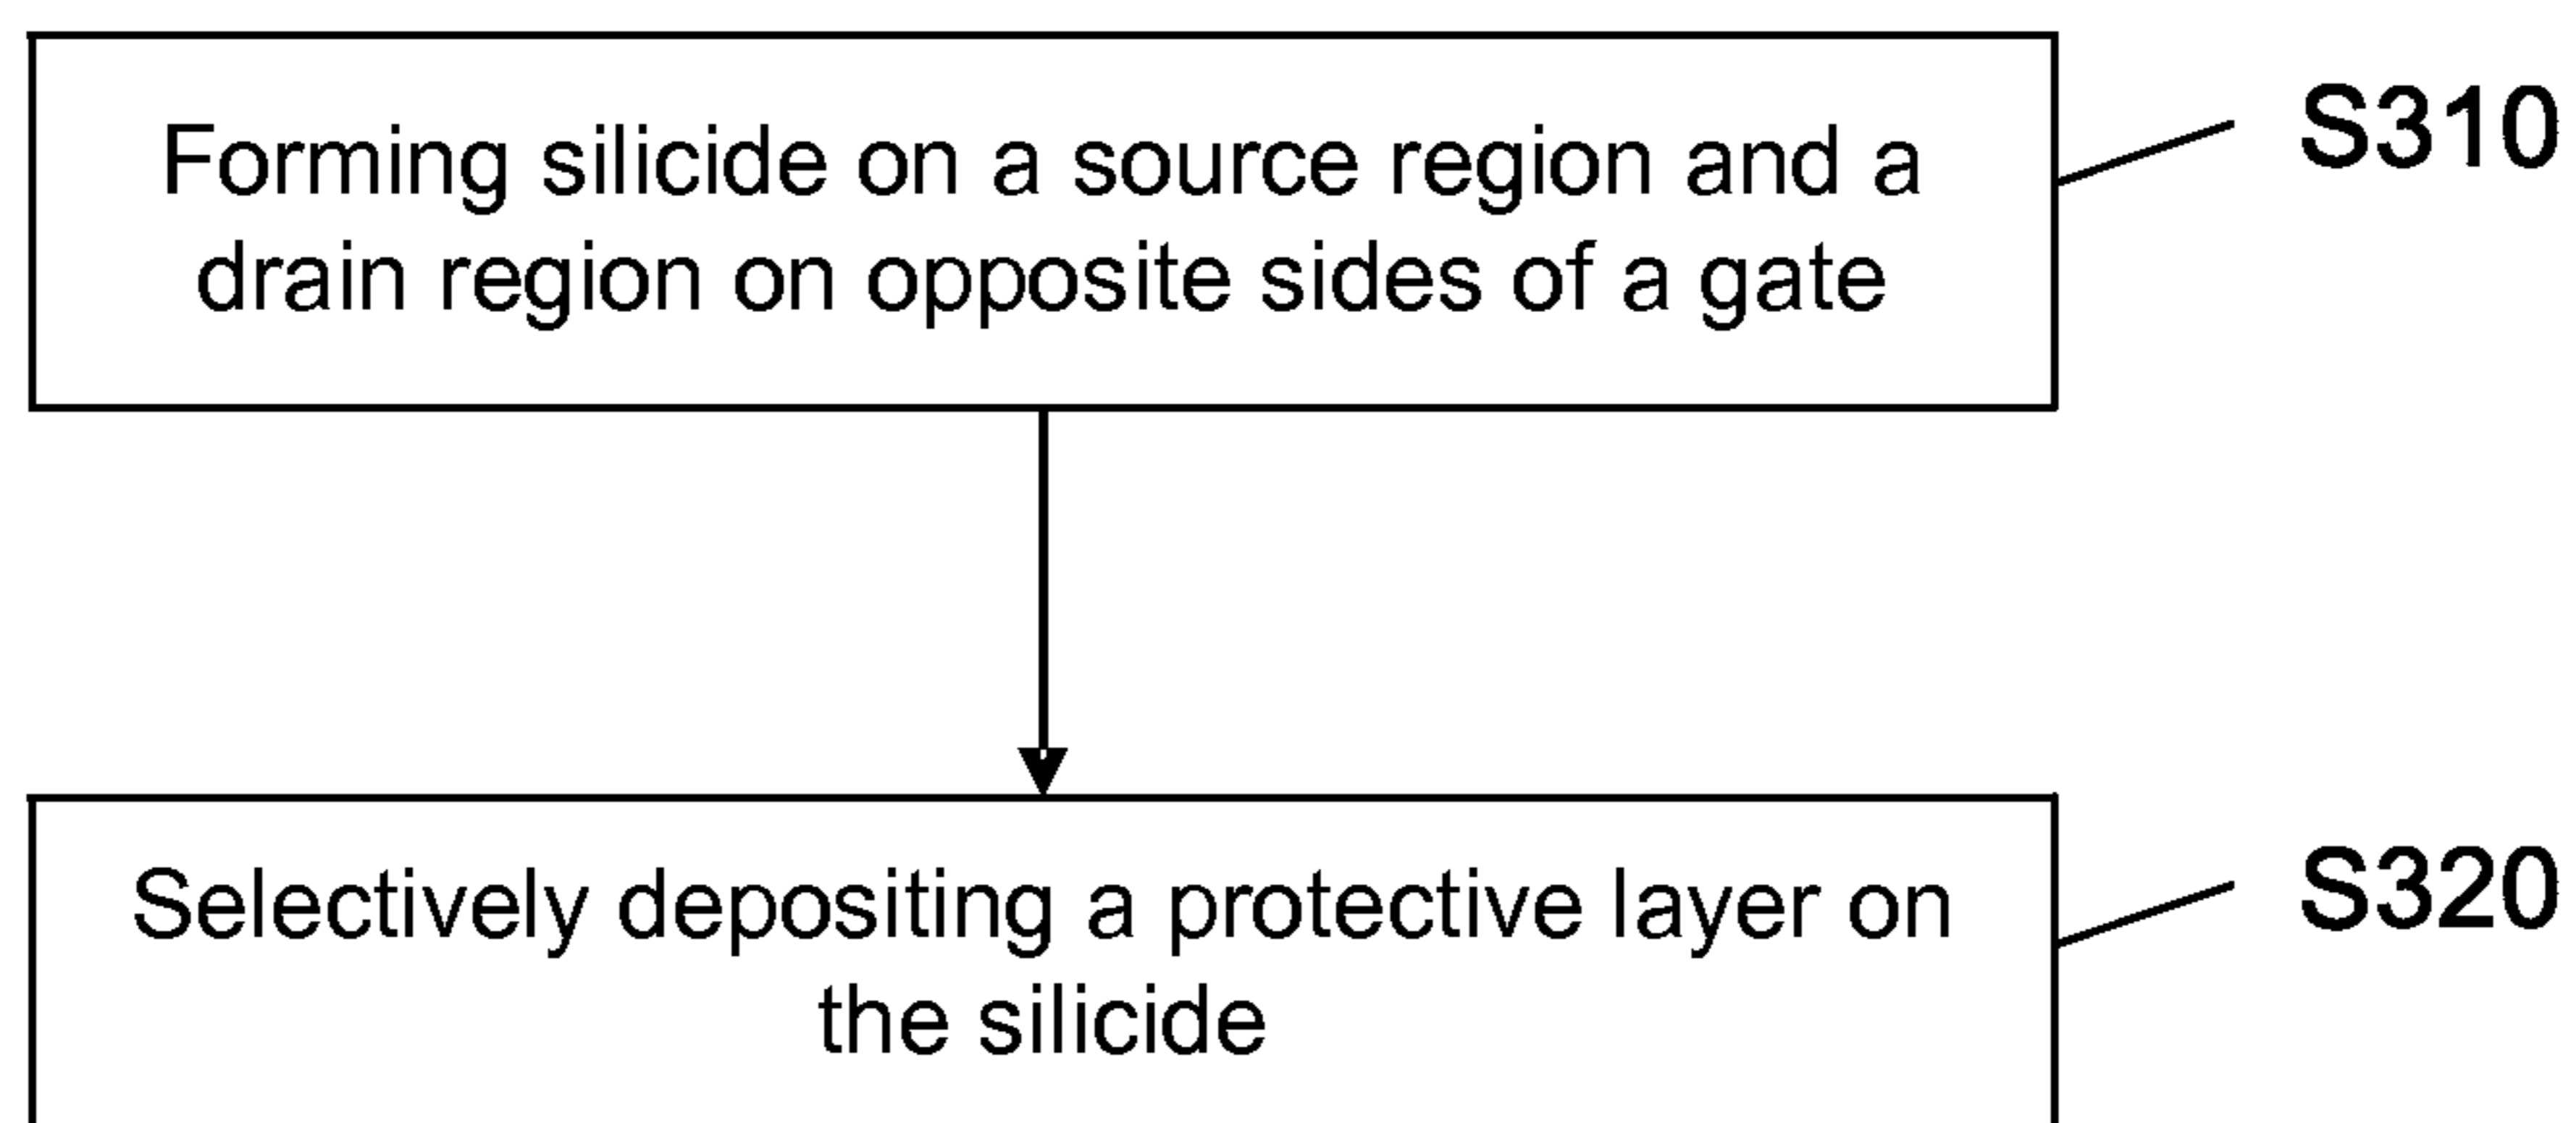 Forming silicide on a source region and a
drain region on opposite sides of a gate
S310
Selectively depositing a protective layer on
the silicide
S320